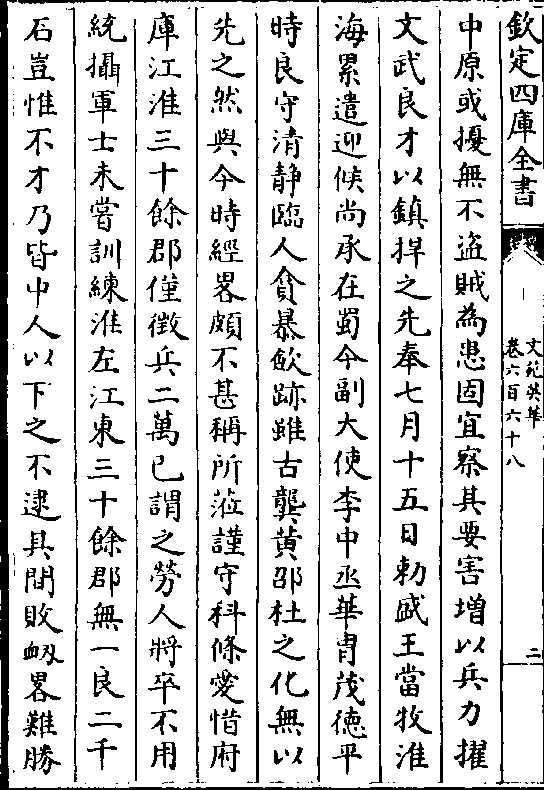 欽定四庫全書
文苑英華
卷六百六十八
二
中原或擾無不盜賊為患固宜察其要害增以兵力擢
文武良才以鎮捍之先奉七月十五日勅盛王當牧淮
海累遣迎候尚承在蜀今副大使李中丞華胄茂德平
時良守清静臨人貪暴斂跡雖古龔黄邵杜之化無以
先之然與今時經畧頗不甚稱所蒞謹守科條愛惜府
庫江淮三十餘郡僅徴兵二萬已謂之勞人將卒不用
統攝軍士未嘗訓練淮左江東三十餘郡無一良二千
石豈惟不才乃皆中人以下之不逮其間敗衂畧難勝